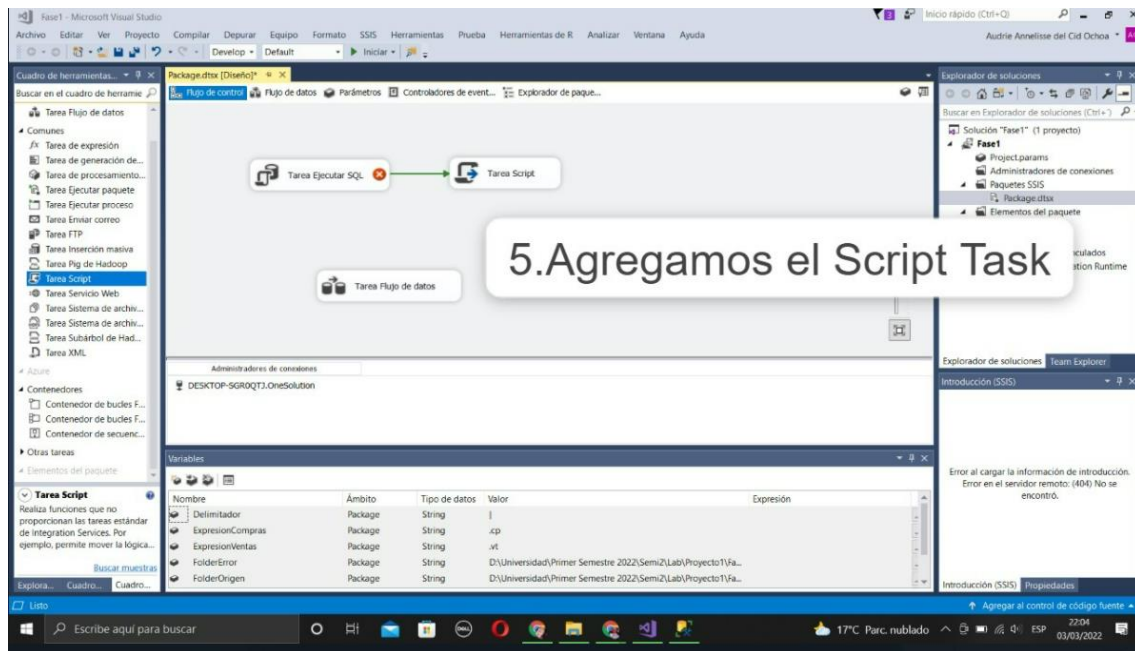 Fase1 - Microsoft Visual Studio
Inicio rápido (Ctrl+Q)
Archivo Editar Ver Proyecto Compilar Depurar Equipo Formato SSIS Herramientas Prueba Herramientas de R Analizar Ventana Ayuda
Audrie Annelisse del Cid Ochoa
Develop Default Iniciar
Cuadro de herramientas...
Buscar en el cuadro de herramie
Tarea Flujo de datos
Comunes
Tarea de expresión
Tarea de generación de...
Tarea de procesamiento...
Tarea Ejecutar paquete
Tarea Ejecutar proceso
Tarea Enviar correo
Tarea FTP
Tarea Inserción masiva
Tarea Pig de Hadoop
Tarea Script
Tarea Servicio Web
Tarea Sistema de archiv...
Tarea Sistema de archiv...
Tarea Subárbol de Had...
Tarea XML
Azure
Contenedores
Contenedor de bucles F...
Contenedor de bucles F...
Contenedor de secuenc...
Otras tareas
Elementos del paquete
Tarea Script
Realiza funciones que no
proporcionan las tareas estándar
de Integration Services. Por
ejemplo, permite mover la lógica...
Buscar muestras
Explora... Cuadro... Cuadro...
Package.dtsx [Diseño]*
Flujo de control Flujo de datos Parámetros Controladores de event... Explorador de paque...
Tarea Ejecutar SQL
Tarea Script
Tarea Flujo de datos
5.Agregamos el Script Task
Administradores de conexiones
DESKTOP-SGR0QTJ.OneSolution
Variables
Nombre Ámbito Tipo de datos Valor Expresión
Delimitador Package String |
ExpresionCompras Package String .cp
ExpresionVentas Package String .vt
FolderError Package String D:\Universidad\Primer Semestre 2022\Semi2\Lab\Proyecto1\Fa...
FolderOrigen Package String D:\Universidad\Primer Semestre 2022\Semi2\Lab\Proyecto1\Fa...
Explorador de soluciones
Buscar en Explorador de soluciones (Ctrl+')
Solución "Fase1" (1 proyecto)
Fase1
Project.params
Administradores de conexiones
Paquetes SSIS
Package.dtsx
Elementos del paquete
nculados
ation Runtime
Explorador de soluciones Team Explorer
Introducción (SSIS)
Error al cargar la información de introducción.
Error en el servidor remoto: (404) No se
encontró.
Introducción (SSIS) Propiedades
Listo
Agregar al control de código fuente
Escribe aquí para buscar
17°C Parc. nublado
ESP
22:04
03/03/2022